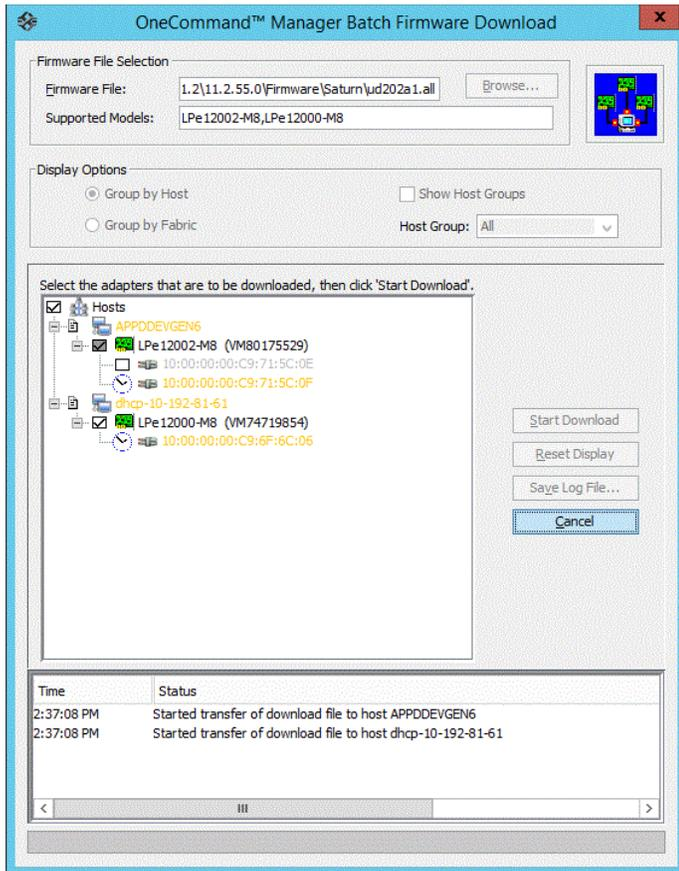 OneCommand™ Manager Batch Firmware Download
x
Firmware File Selection
Firmware File: 1.2\11.2.55.0\Firmware\Saturn\ud202a1.all Browse...
Supported Models: LPe12002-M8,LPe12000-M8
Display Options
Group by Host Show Host Groups
Group by Fabric Host Group: All
Select the adapters that are to be downloaded, then click 'Start Download'.
Hosts
APPDDEVGEN6
LPe12002-M8 (VM80175529)
10:00:00:00:C9:71:5C:0E
10:00:00:00:C9:71:5C:0F
dhcp-10-192-81-61
LPe12000-M8 (VM74719854)
10:00:00:00:C9:6F:6C:06
Start Download
Reset Display
Save Log File...
Cancel
Time Status
2:37:08 PM Started transfer of download file to host APPDDEVGEN6
2:37:08 PM Started transfer of download file to host dhcp-10-192-81-61